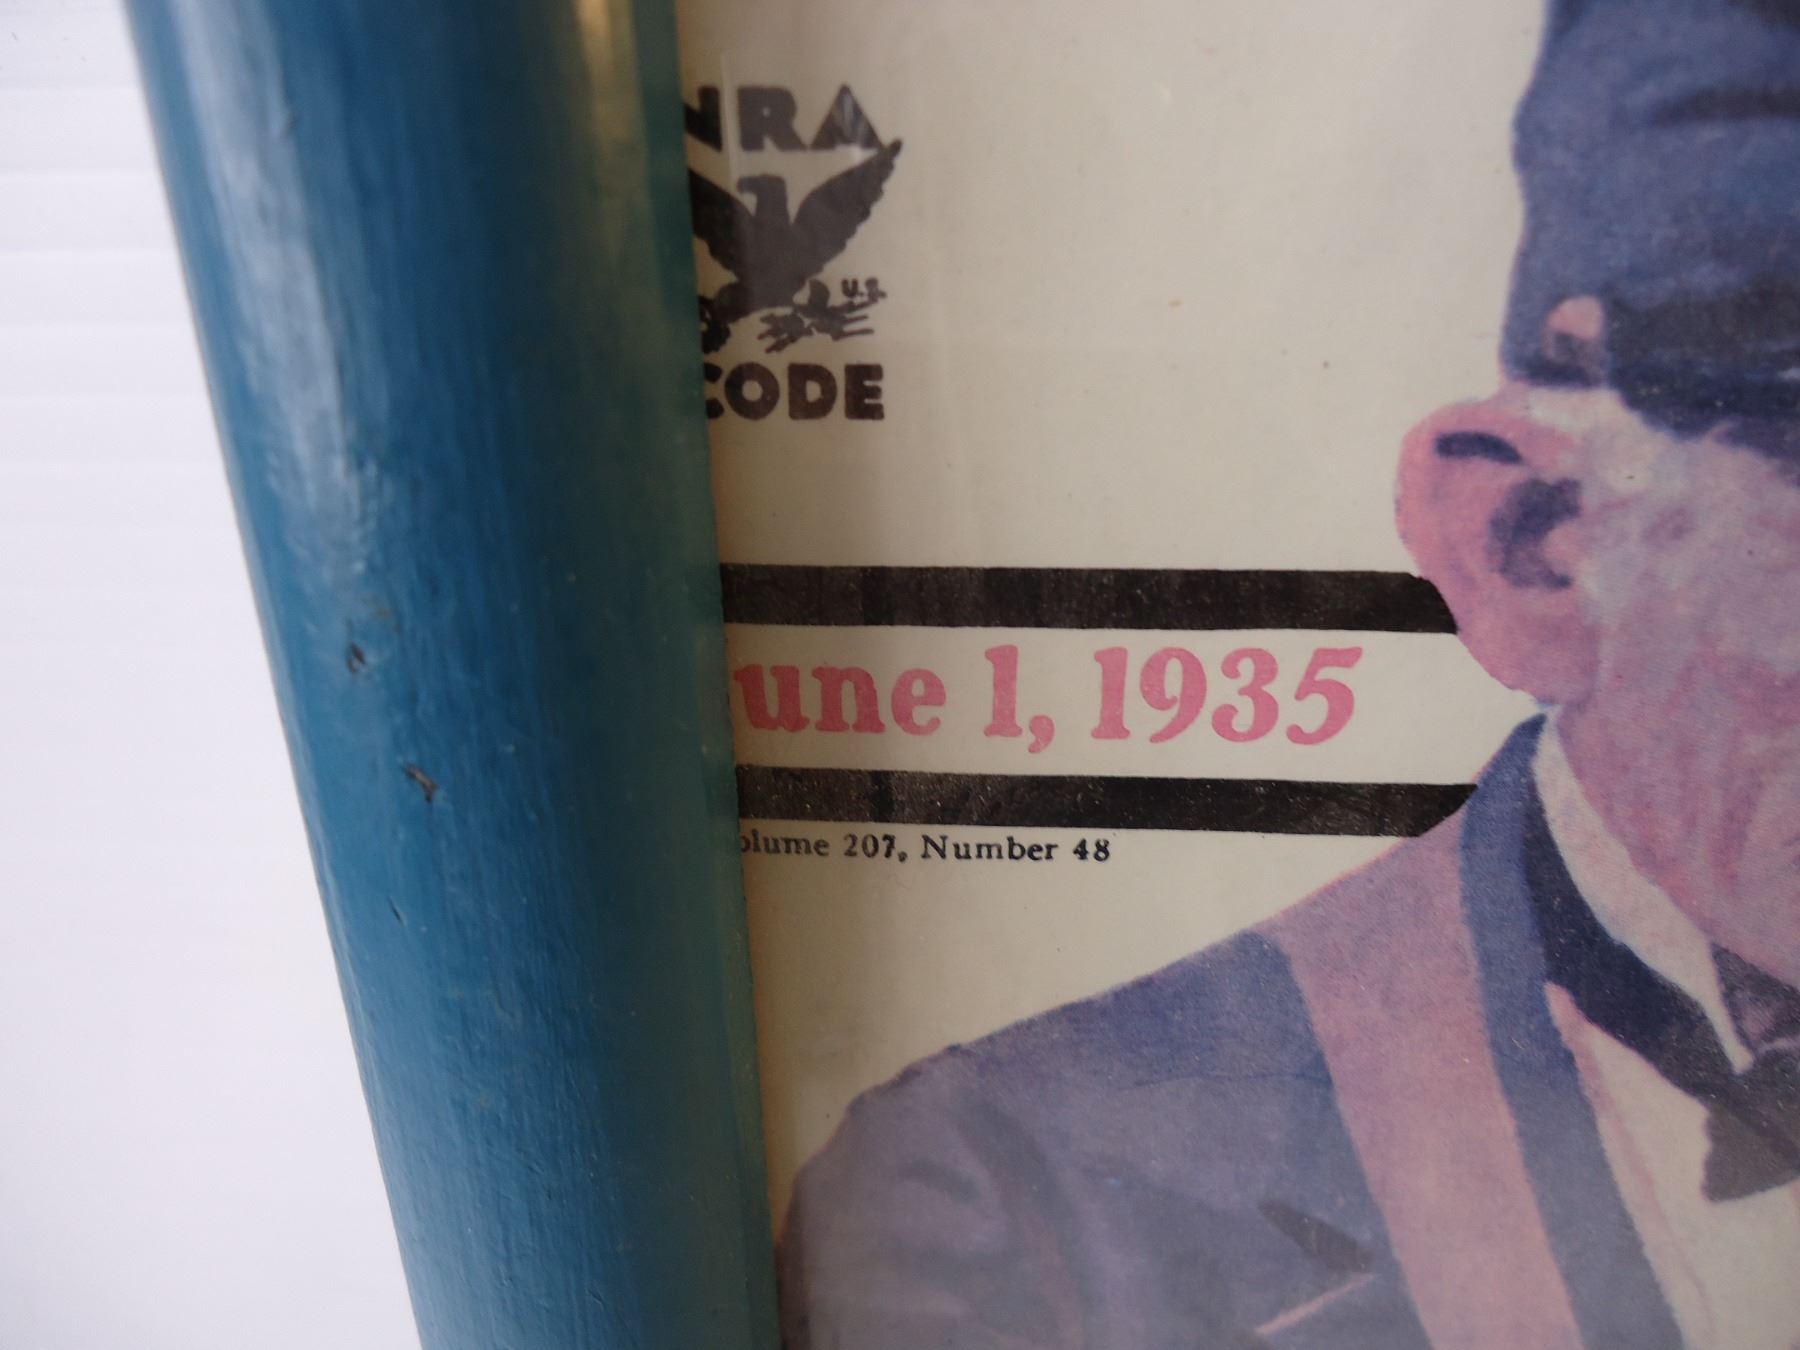 NRA
U.S.
CODE
une 1, 1935
olume 207, Number 48